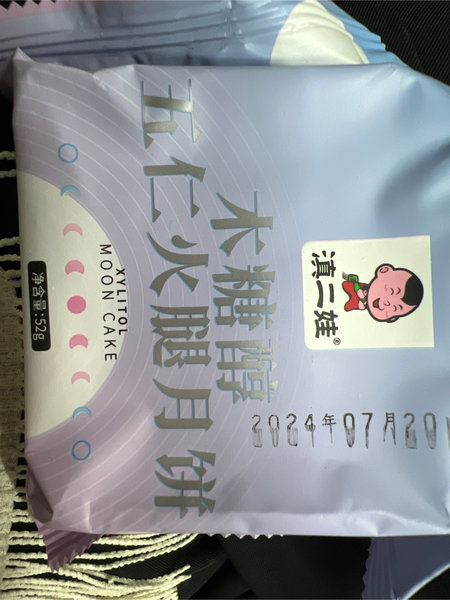 木糖醇
五仁火腿月饼
XYLITOL
MOON CAKE
净含量:52g
滇二娃®
2024年07月20